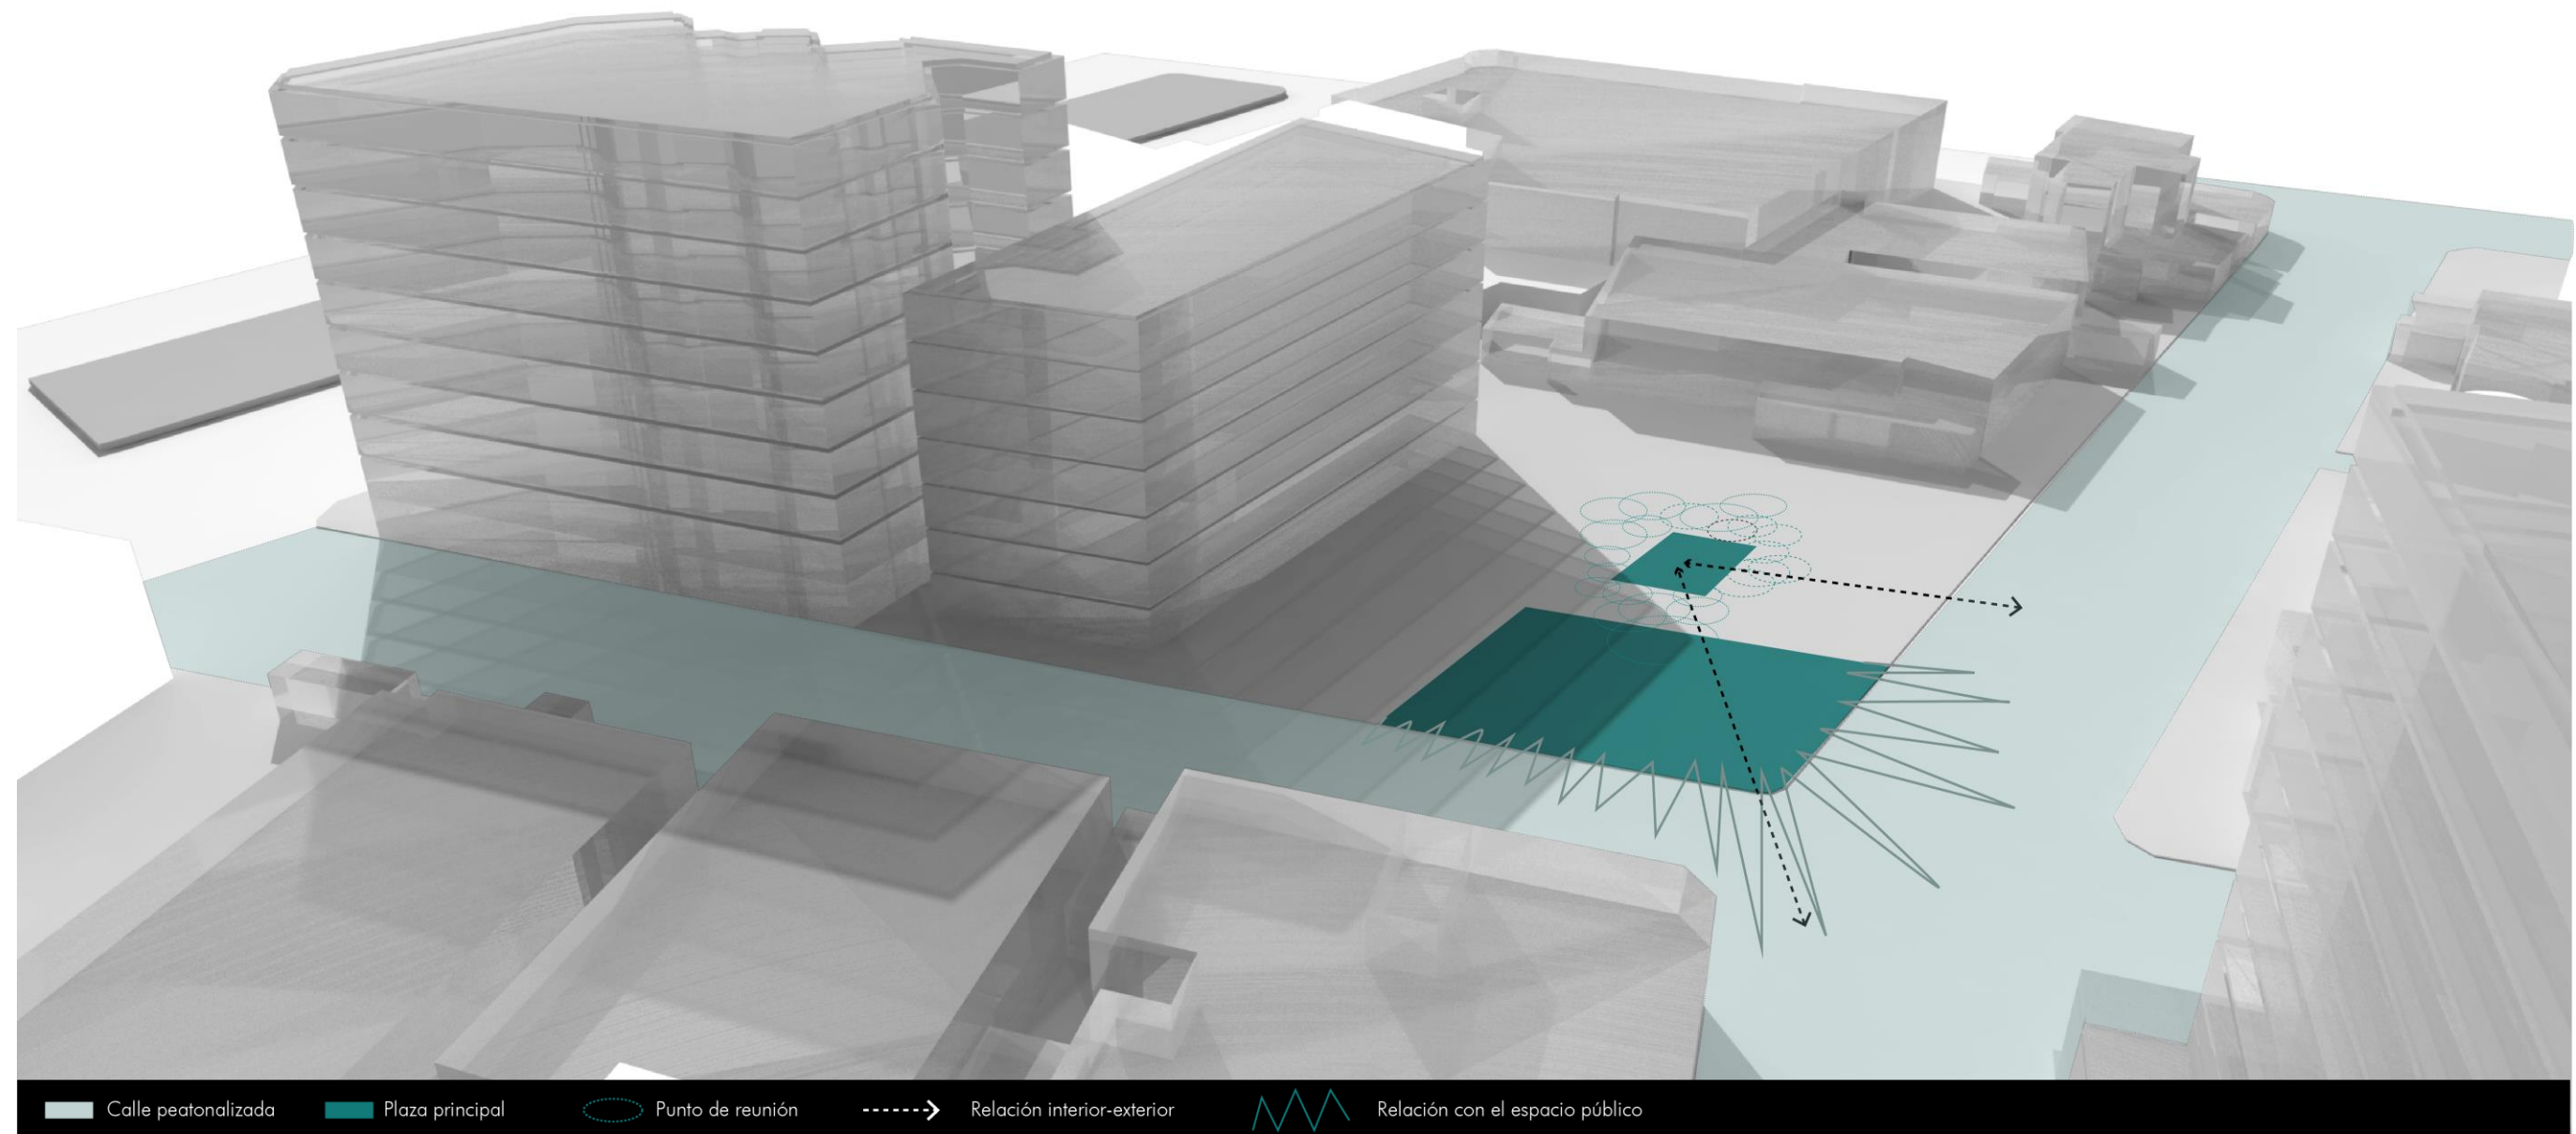 Calle peatonalizada
Plaza principal
Punto de reunión
Relación interior-exterior
Relación con el espacio público